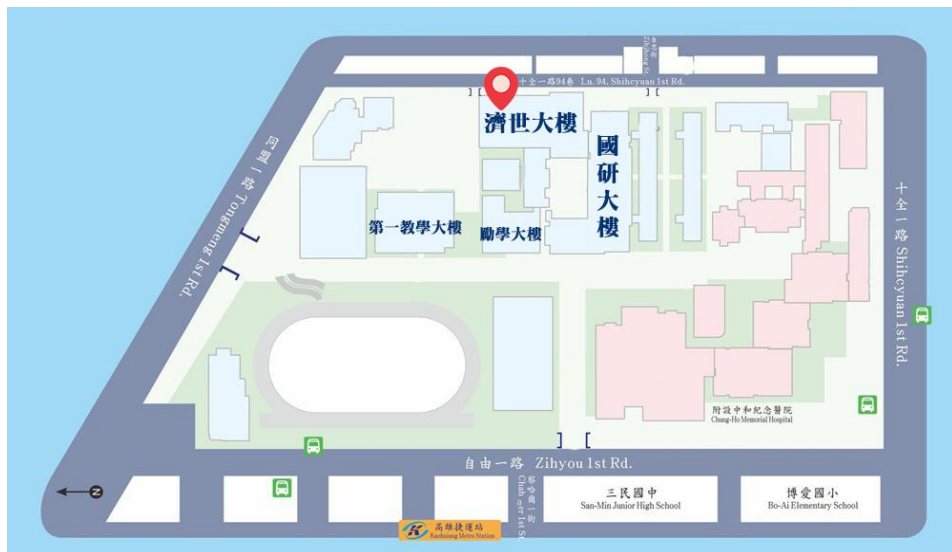 自由街
十全一路94巷 Ln. 94, Shihcyuan 1st Rd.
濟世大樓
國研大樓
同盟一路 Tongmeng 1st Rd.
第一教學大樓
勵學大樓
十全一路 Shihcyuan 1st Rd.
附設中和紀念醫院
Chung-Ho Memorial Hospital
自由一路 Zihyou 1st Rd.
三民國中
San-Min Junior High School
博愛國小
Bo-Ai Elementary School
N
高雄捷運站
Kaohsiung Metro Station